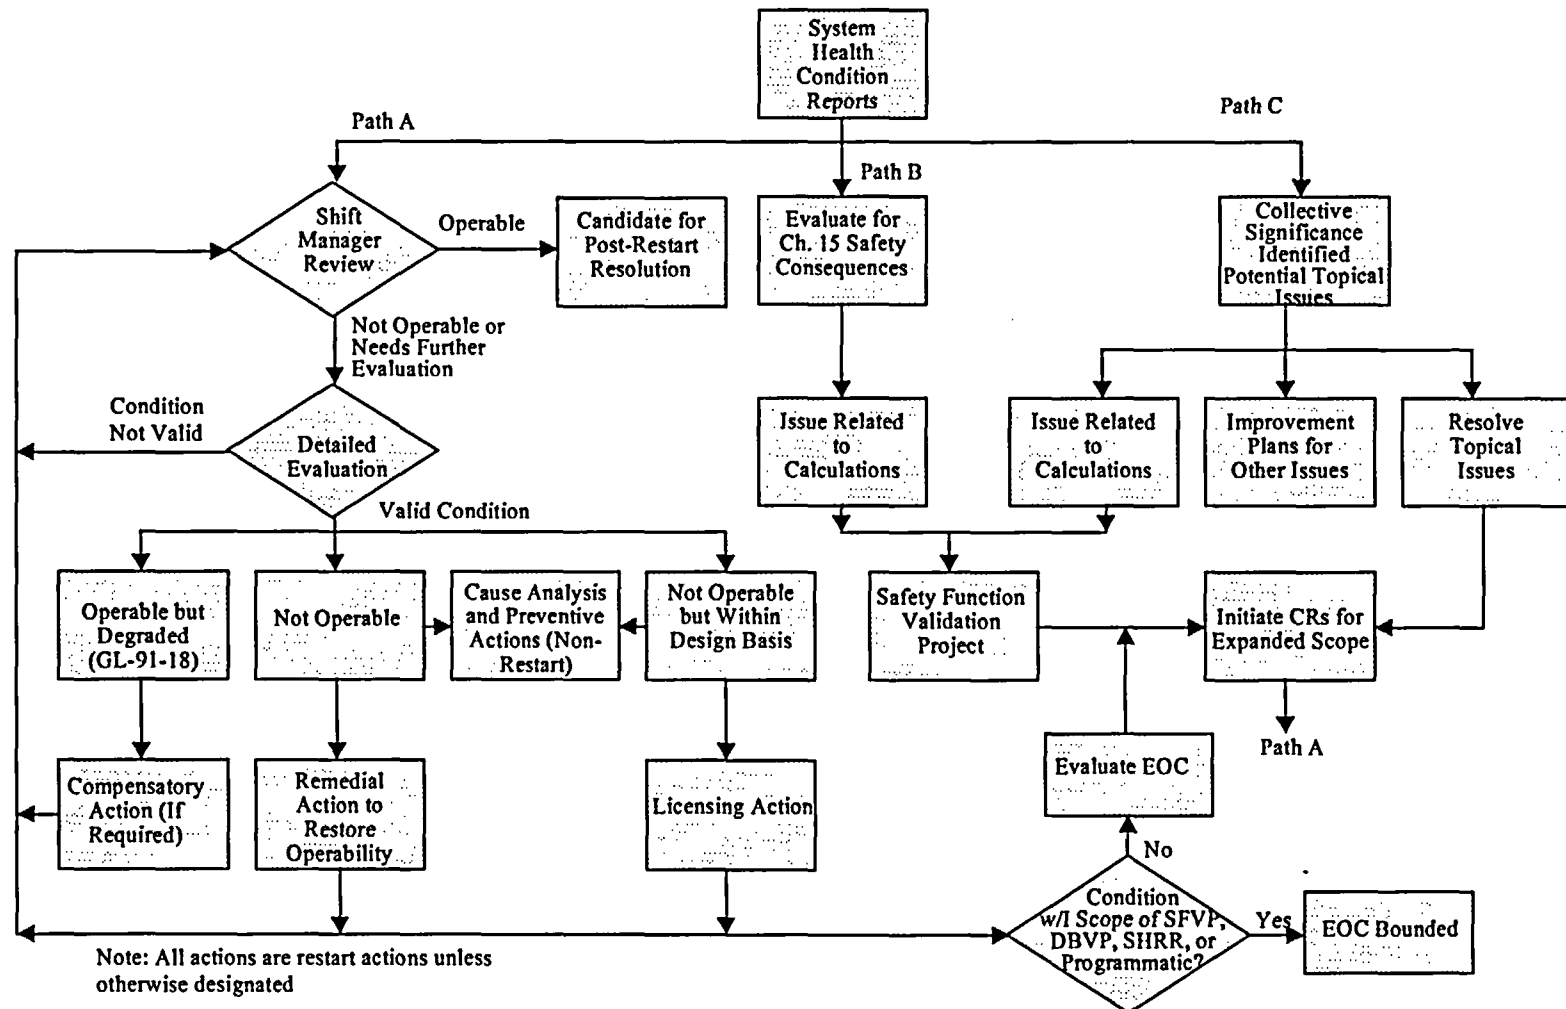 System
Health
Condition
Reports
Path A
Path C
Path B
Shift
Manager
Review
Operable
Candidate for
Post-Restart
Resolution
Evaluate for
Ch. 15 Safety
Consequences
Collective
Significance
Identified
Potential Topical
Issues
Not Operable or
Needs Further
Evaluation
Condition
Not Valid
Detailed
Evaluation
Issue Related
to
Calculations
Issue Related
to
Calculations
Improvement
Plans for
Other Issues
Resolve
Topical
Issues
Valid Condition
Operable but
Degraded
(GL-91-18)
Not Operable
Cause Analysis
and Preventive
Actions (Non-
Restart)
Not Operable
but Within
Design Basis
Safety Function
Validation
Project
Initiate CRs for
Expanded Scope
Path A
Compensatory
Action (If
Required)
Remedial
Action to
Restore
Operability
Licensing Action
Evaluate EOC
No
Condition
w/I Scope of SFVP,
DBVP, SHRR, or
Programmatic?
Yes
EOC Bounded
Note: All actions are restart actions unless
otherwise designated